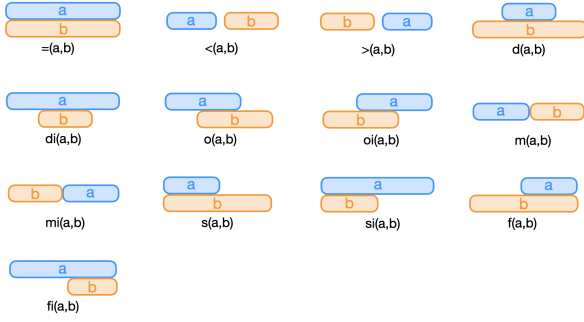 a a b b a a
b =(a,b) <(a,b) >(a,b) b d(a,b)
a a a
b b b a b
di(a,b) o(a,b) oi(a,b) m(a,b)
b a a a a
b b b
mi(a,b) s(a,b) si(a,b) f(a,b)
a
b
fi(a,b)